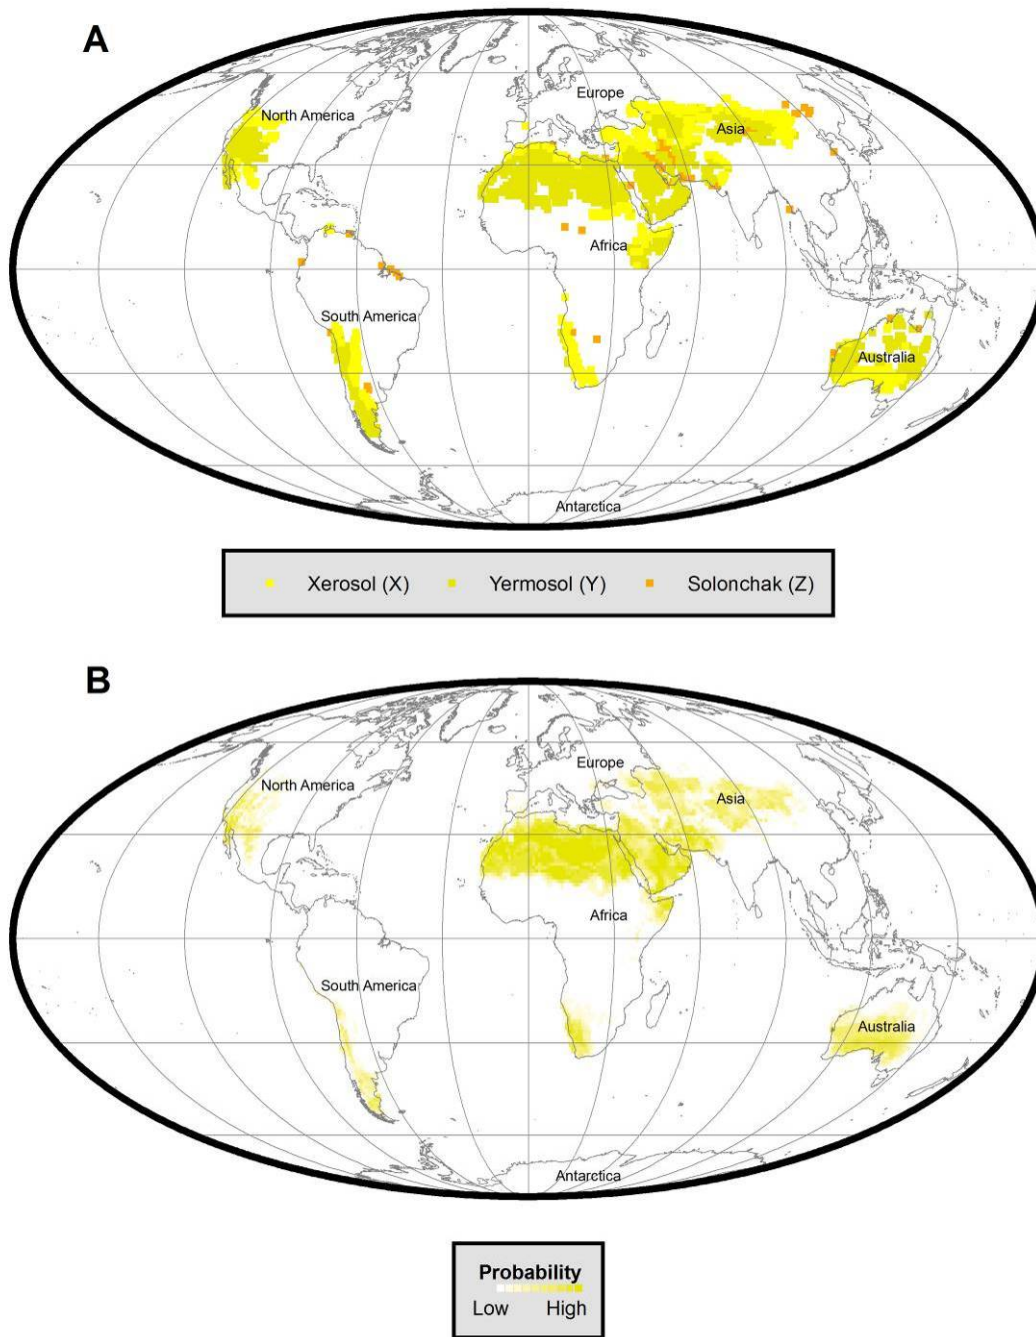 A
Europe
North America
Asia
Africa
South America
Australia
Antarctica
Xerosol (X) Yermosol (Y) Solonchak (Z)
B
Europe
North America
Asia
Africa
South America
Australia
Antarctica
Probability
Low High